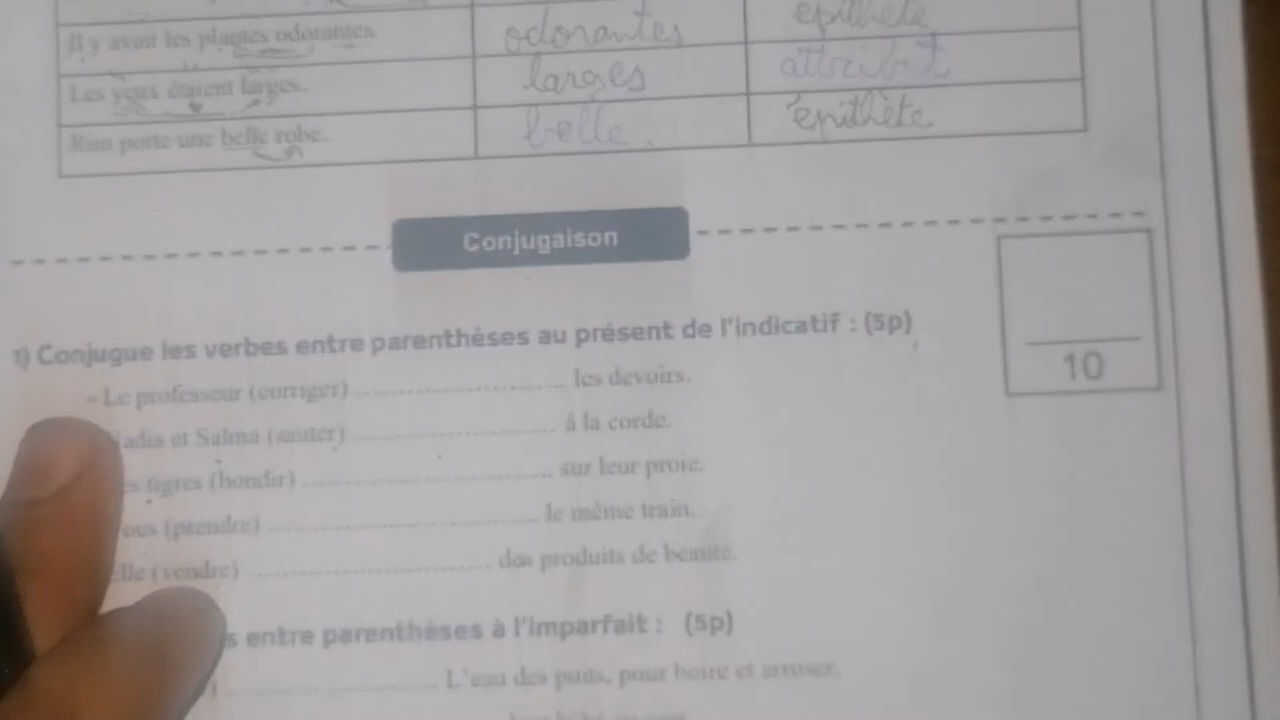 épithète
Il y avait les plantes odorantes. odorantes
Les yeux étaient larges. larges attribut
Rim porte une belle robe. belle. épithète
Conjugaison
10
1) Conjugue les verbes entre parenthèses au présent de l'indicatif : (5p)
- Le professeur (corriger) ........................ les devoirs.
Nadia et Salma (sauter) ........................ à la corde.
s tigres (bondir) ........................ sur leur proie.
ous (prendre) ........................ le même train.
Elle (vendre) ........................ des produits de beauté.
s entre parenthèses à l'imparfait : (5p)
) ........................ L'eau des puits, pour boire et arroser.